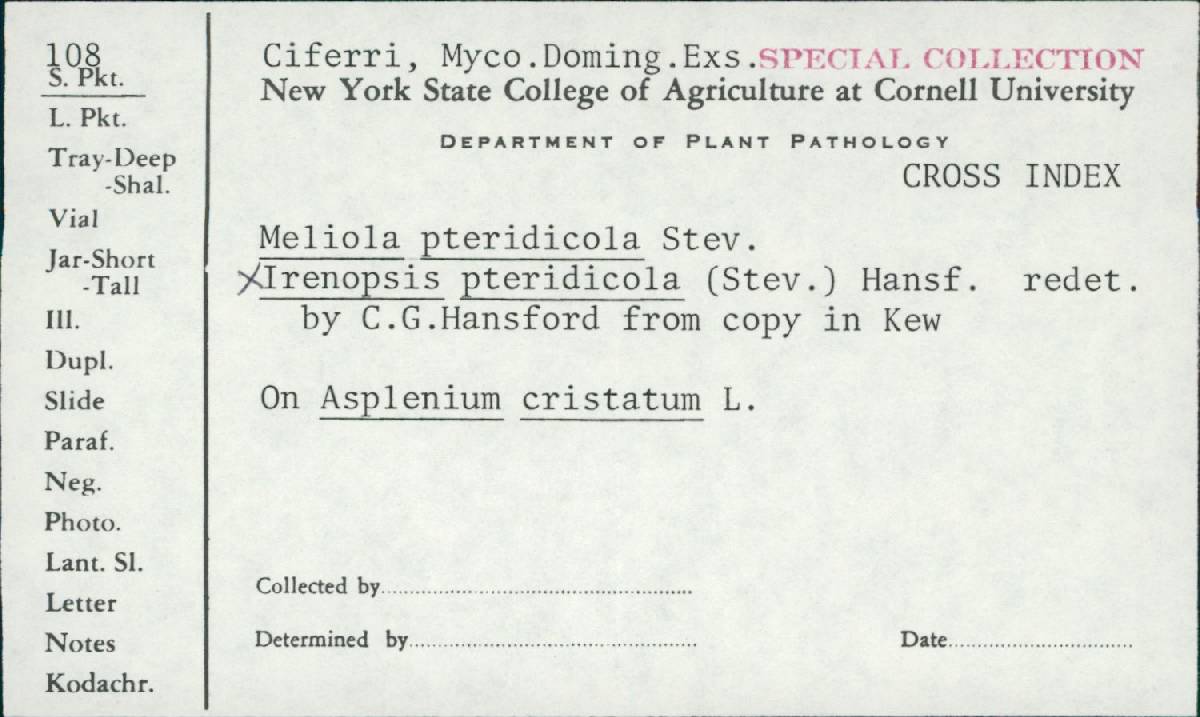 108
S. Pkt.
L. Pkt.
Tray-Deep
-Shal.
Vial
Jar-Short
-Tall
Ill.
Dupl.
Slide
Paraf.
Neg.
Photo.
Lant. Sl.
Letter
Notes
Kodachr.
Ciferri, Myco.Doming.Exs. SPECIAL COLLECTION
New York State College of Agriculture at Cornell University
DEPARTMENT OF PLANT PATHOLOGY
CROSS INDEX
Meliola pteridicola Stev.
XIrenopsis pteridicola (Stev.) Hansf. redet.
by C.G.Hansford from copy in Kew
On Asplenium cristatum L.
Collected by
Determined by Date